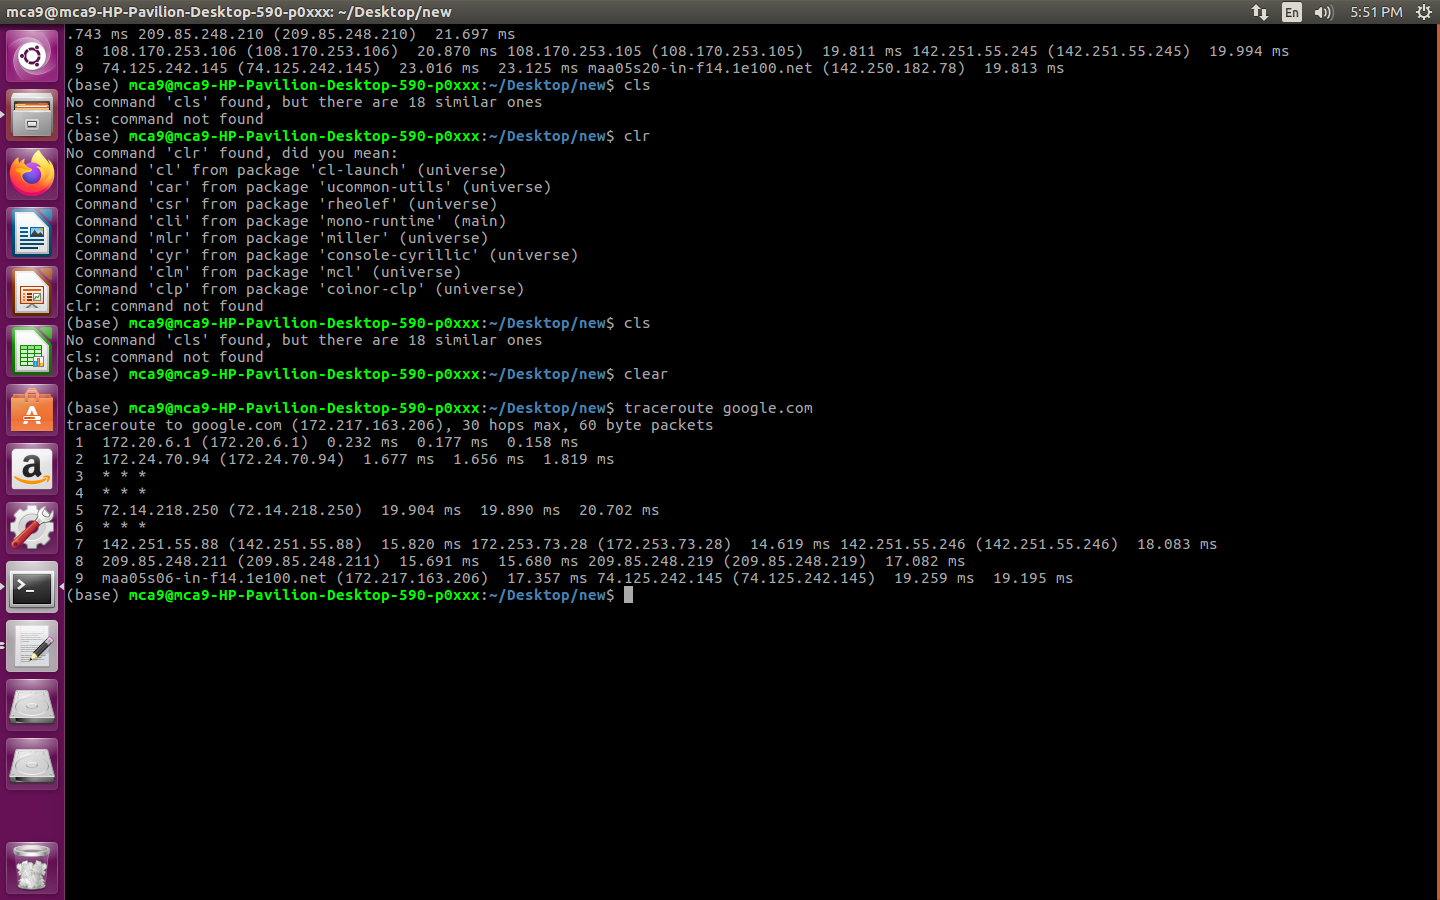 mca9@mca9-HP-Pavilion-Desktop-590-p0xxx: ~/Desktop/new
En
5:51 PM
.743 ms 209.85.248.210 (209.85.248.210)  21.697 ms
 8  108.170.253.106 (108.170.253.106)  20.870 ms 108.170.253.105 (108.170.253.105)  19.811 ms 142.251.55.245 (142.251.55.245)  19.994 ms
 9  74.125.242.145 (74.125.242.145)  23.016 ms  23.125 ms maa05s20-in-f14.1e100.net (142.250.182.78)  19.813 ms
(base) mca9@mca9-HP-Pavilion-Desktop-590-p0xxx:~/Desktop/new$ cls
No command 'cls' found, but there are 18 similar ones
cls: command not found
(base) mca9@mca9-HP-Pavilion-Desktop-590-p0xxx:~/Desktop/new$ clr
No command 'clr' found, did you mean:
 Command 'cl' from package 'cl-launch' (universe)
 Command 'car' from package 'ucommon-utils' (universe)
 Command 'csr' from package 'rheolef' (universe)
 Command 'cli' from package 'mono-runtime' (main)
 Command 'mlr' from package 'miller' (universe)
 Command 'cyr' from package 'console-cyrillic' (universe)
 Command 'clm' from package 'mcl' (universe)
 Command 'clp' from package 'coinor-clp' (universe)
clr: command not found
(base) mca9@mca9-HP-Pavilion-Desktop-590-p0xxx:~/Desktop/new$ cls
No command 'cls' found, but there are 18 similar ones
cls: command not found
(base) mca9@mca9-HP-Pavilion-Desktop-590-p0xxx:~/Desktop/new$ clear
(base) mca9@mca9-HP-Pavilion-Desktop-590-p0xxx:~/Desktop/new$ traceroute google.com
traceroute to google.com (172.217.163.206), 30 hops max, 60 byte packets
 1  172.20.6.1 (172.20.6.1)  0.232 ms  0.177 ms  0.158 ms
 2  172.24.70.94 (172.24.70.94)  1.677 ms  1.656 ms  1.819 ms
 3  * * *
 4  * * *
 5  72.14.218.250 (72.14.218.250)  19.904 ms  19.890 ms  20.702 ms
 6  * * *
 7  142.251.55.88 (142.251.55.88)  15.820 ms 172.253.73.28 (172.253.73.28)  14.619 ms 142.251.55.246 (142.251.55.246)  18.083 ms
 8  209.85.248.211 (209.85.248.211)  15.691 ms  15.680 ms 209.85.248.219 (209.85.248.219)  17.082 ms
 9  maa05s06-in-f14.1e100.net (172.217.163.206)  17.357 ms 74.125.242.145 (74.125.242.145)  19.259 ms  19.195 ms
(base) mca9@mca9-HP-Pavilion-Desktop-590-p0xxx:~/Desktop/new$